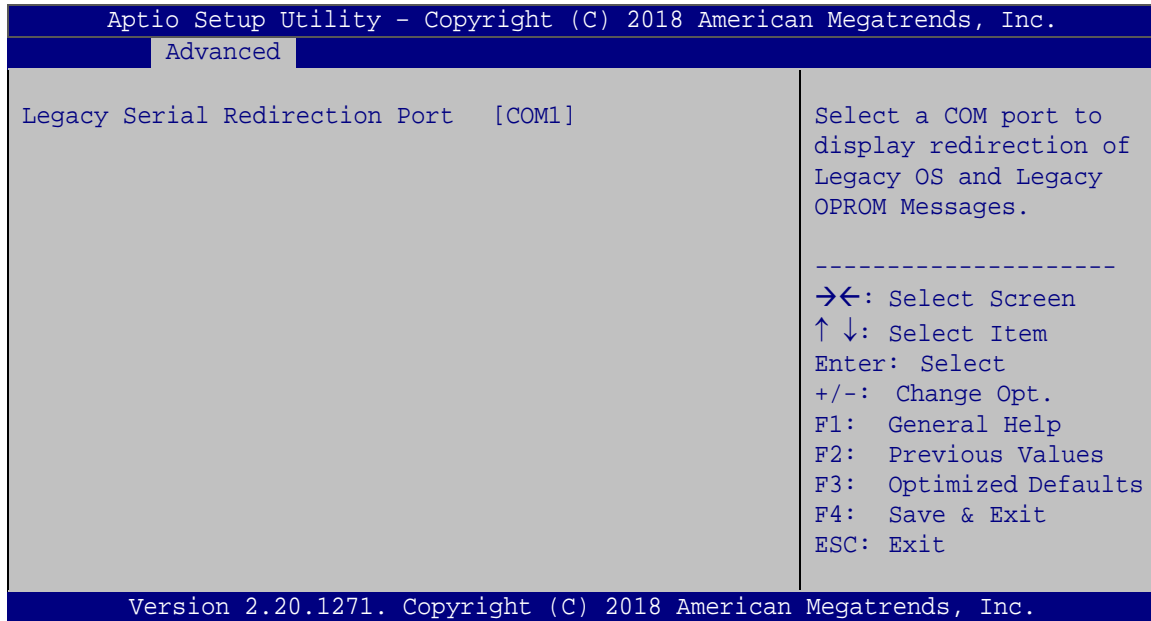 Aptio Setup Utility – Copyright (C) 2018 American Megatrends, Inc.
Advanced
Legacy Serial Redirection Port [COM1]
Select a COM port to
display redirection of
Legacy OS and Legacy
OPROM Messages.
---------------------
→←: Select Screen
↑ ↓: Select Item
Enter: Select
+/-: Change Opt.
F1: General Help
F2: Previous Values
F3: Optimized Defaults
F4: Save & Exit
ESC: Exit
Version 2.20.1271. Copyright (C) 2018 American Megatrends, Inc.